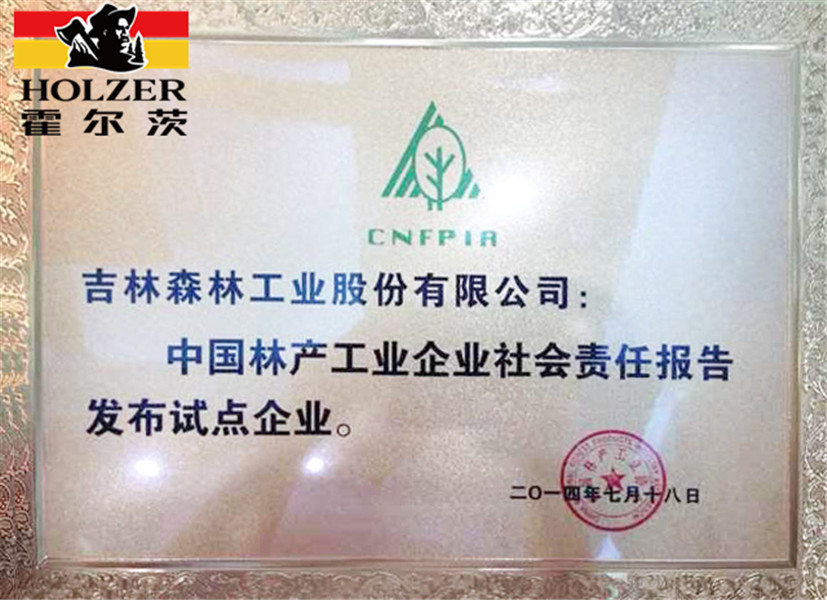 HOLZER
霍尔茨
CNFPIA
吉林森林工业股份有限公司：
中国林产工业企业社会责任报告
发布试点企业。
二〇一四年七月十八日